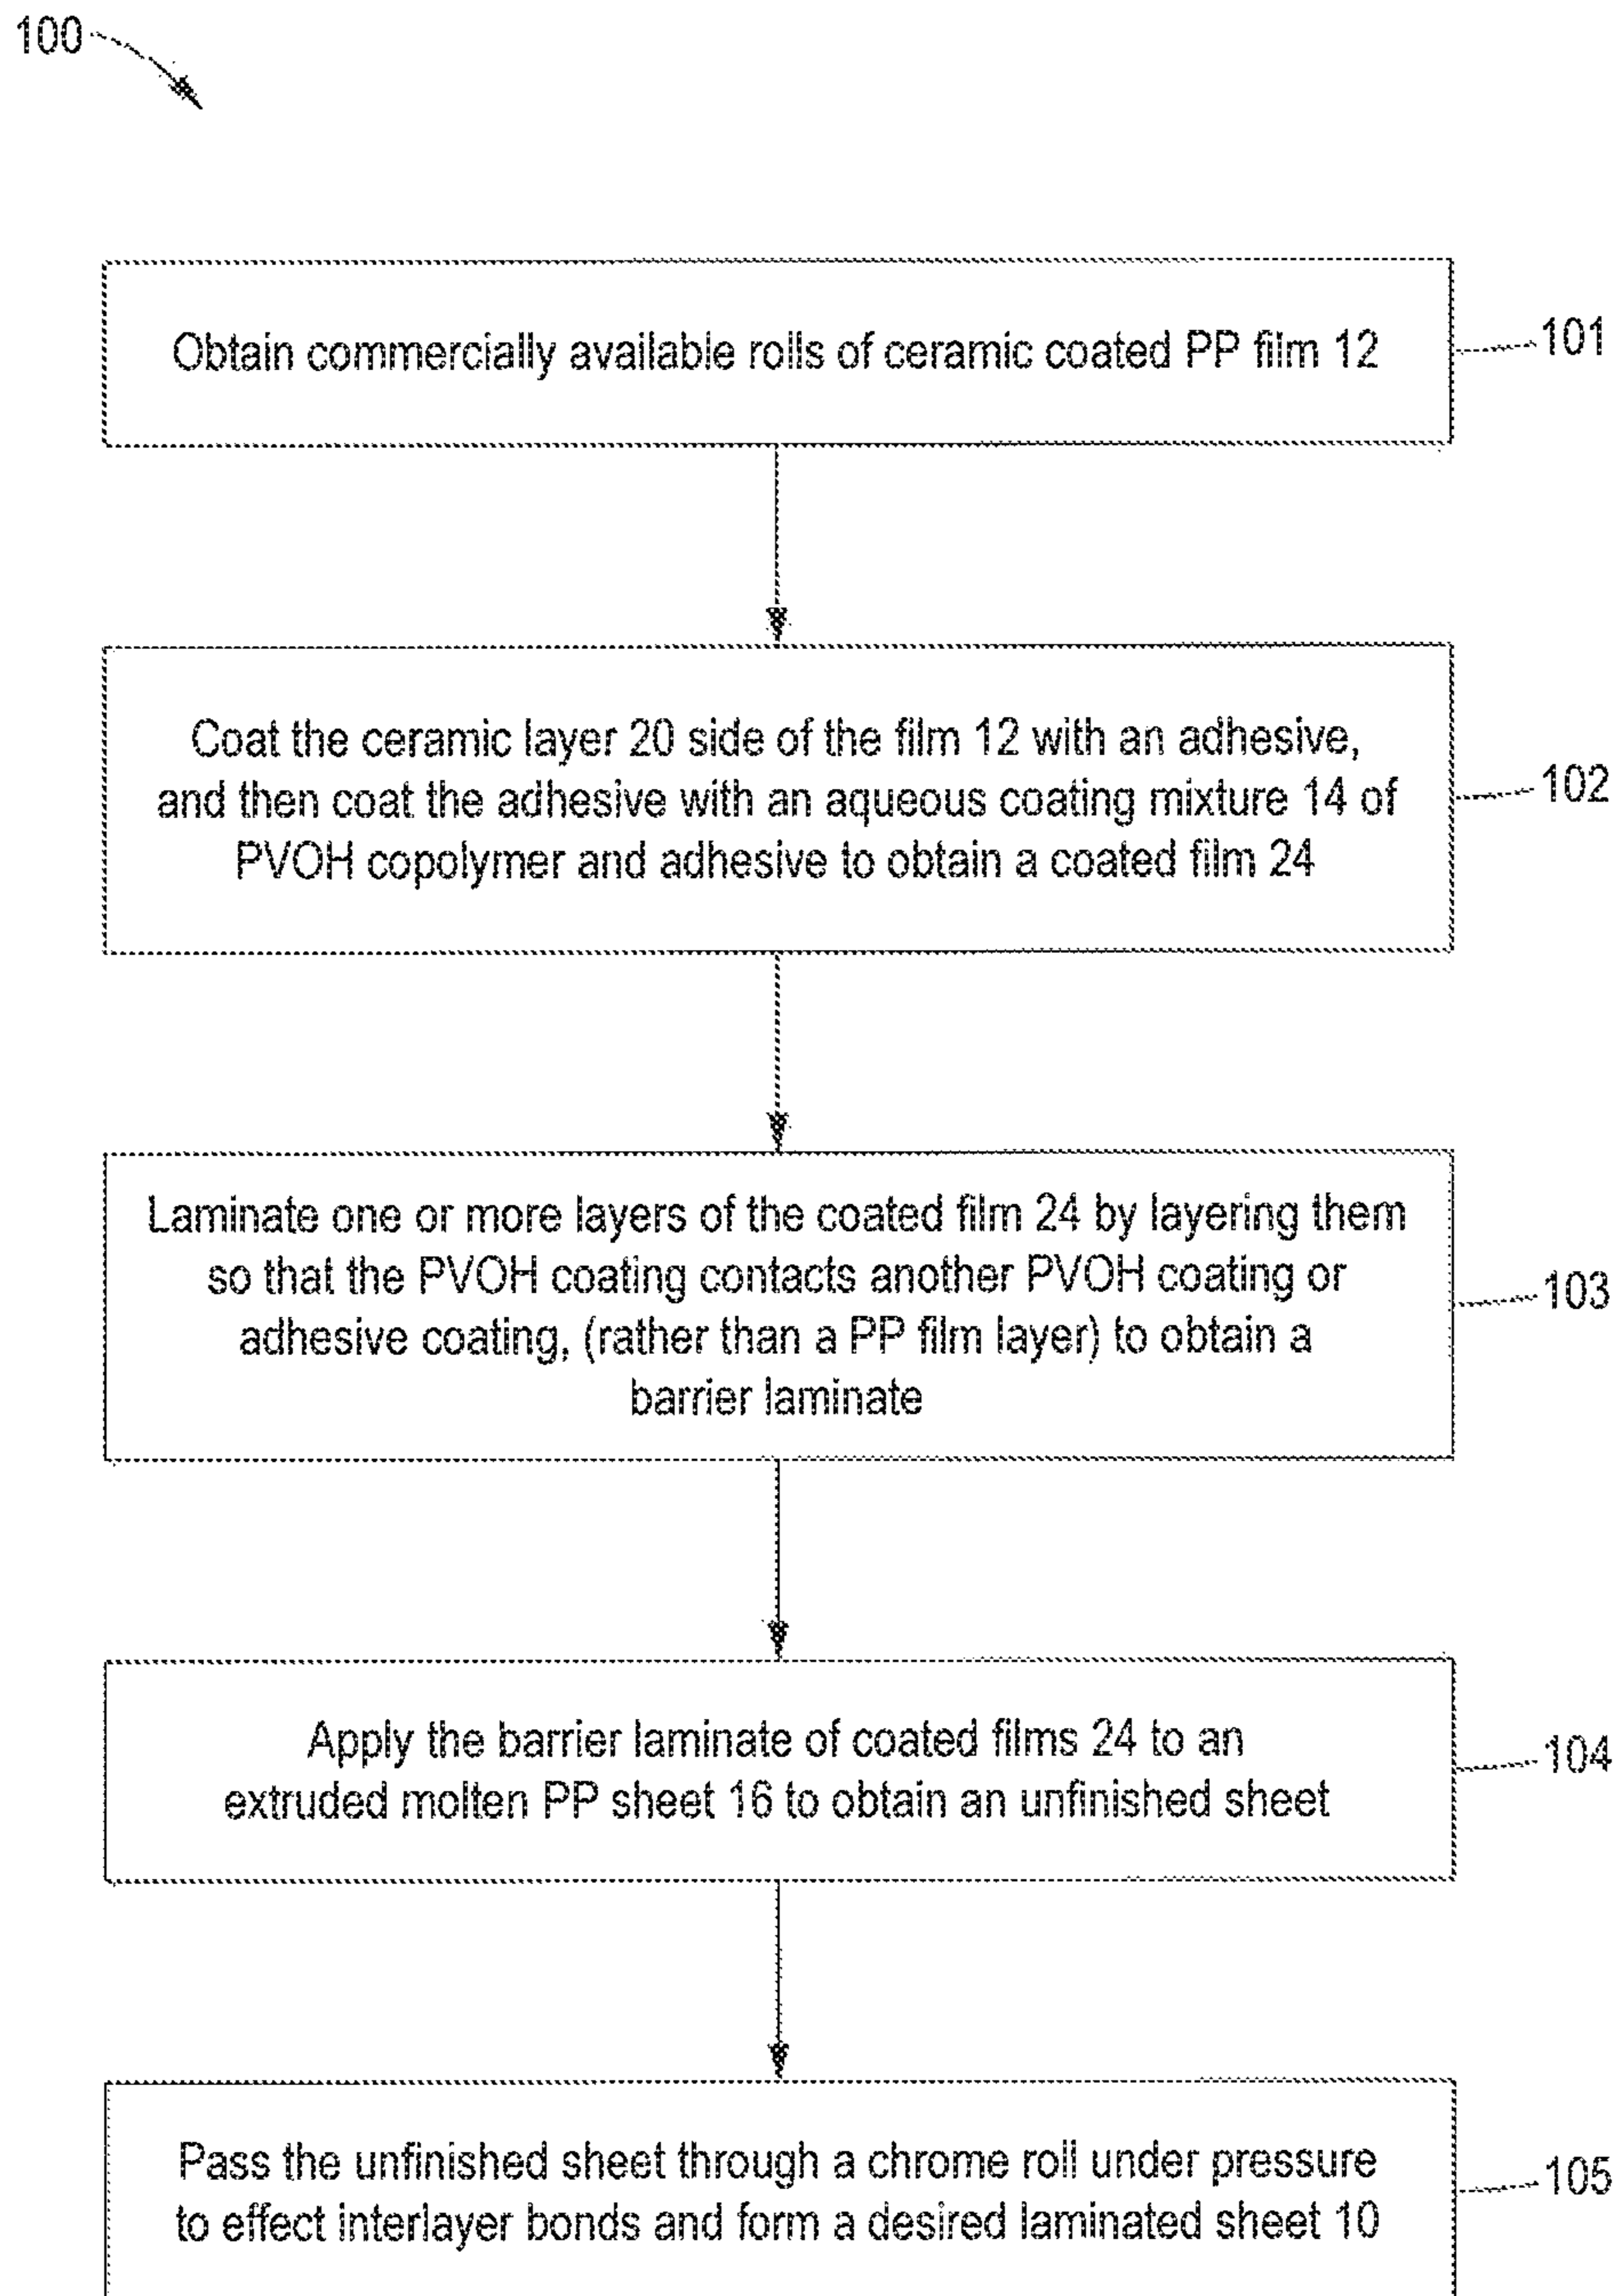 100
Obtain commercially available rolls of ceramic coated PP film 12
101
Coat the ceramic layer 20 side of the film 12 with an adhesive,
and then coat the adhesive with an aqueous coating mixture 14 of
PVOH copolymer and adhesive to obtain a coated film 24
102
Laminate one or more layers of the coated film 24 by layering them
so that the PVOH coating contacts another PVOH coating or
adhesive coating, (rather than a PP film layer) to obtain a
barrier laminate
103
Apply the barrier laminate of coated films 24 to an
extruded molten PP sheet 16 to obtain an unfinished sheet
104
Pass the unfinished sheet through a chrome roll under pressure
to effect interlayer bonds and form a desired laminated sheet 10
105